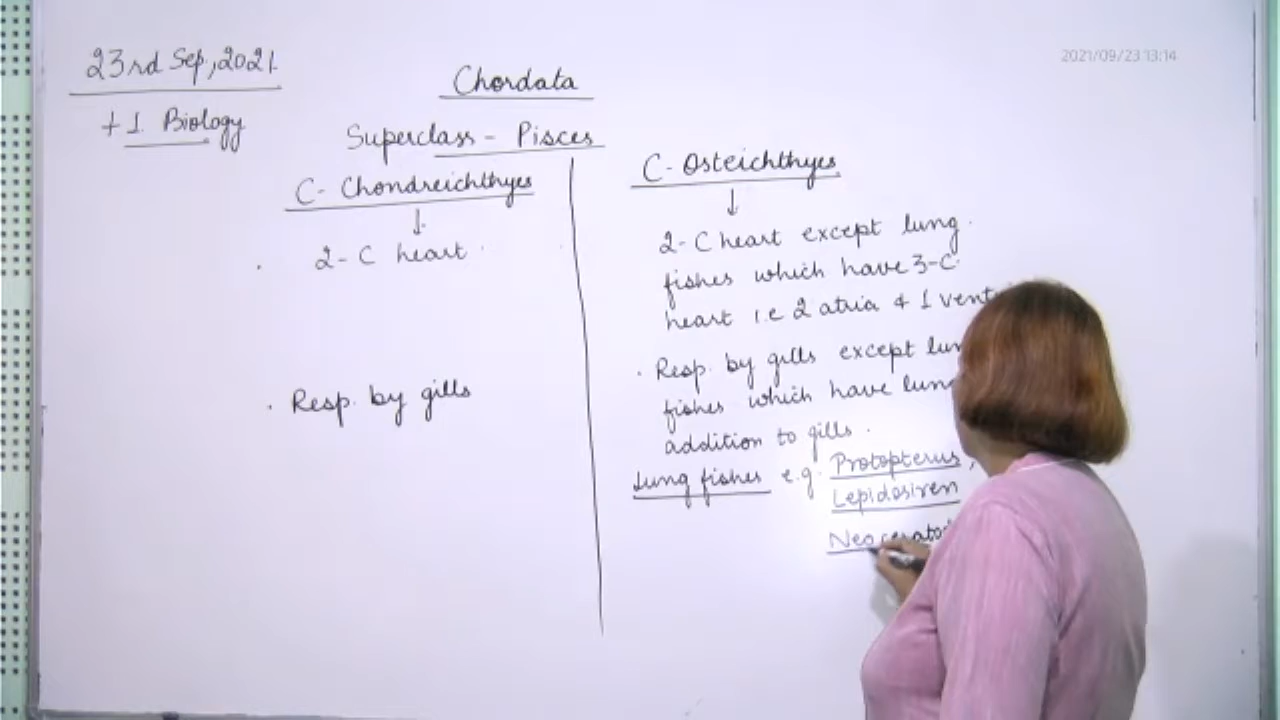 2021/09/23 13:14
23rd Sep, 2021.
+1 Biology
Chordata
Superclass - Pisces
C- Chondreichthyes
2-C heart
· Resp. by gills
C- Osteichthyes
2-C heart except lung
fishes which have 3-C
heart i.e 2 atria & 1
· Resp. by gills except
fishes which have
addition to gills.
Lung fishes e.g. Protopterus,
Lepidosiren